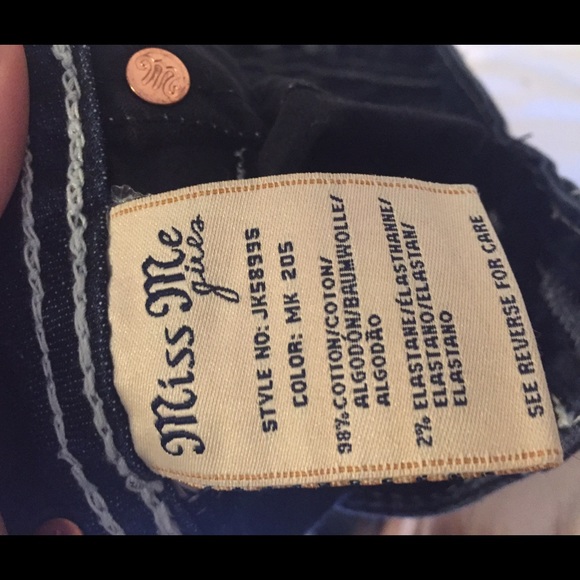 Miss Me
girls
STYLE NO: JK5899S
COLOR: MK 205
98% COTTON/COTON/
ALGODÓN/BAUMWOLLE/
ALGODÃO
2% ELASTANE/ÉLASTHANNE/
ELASTANO/ELASTAN/
ELASTANO
SEE REVERSE FOR CARE